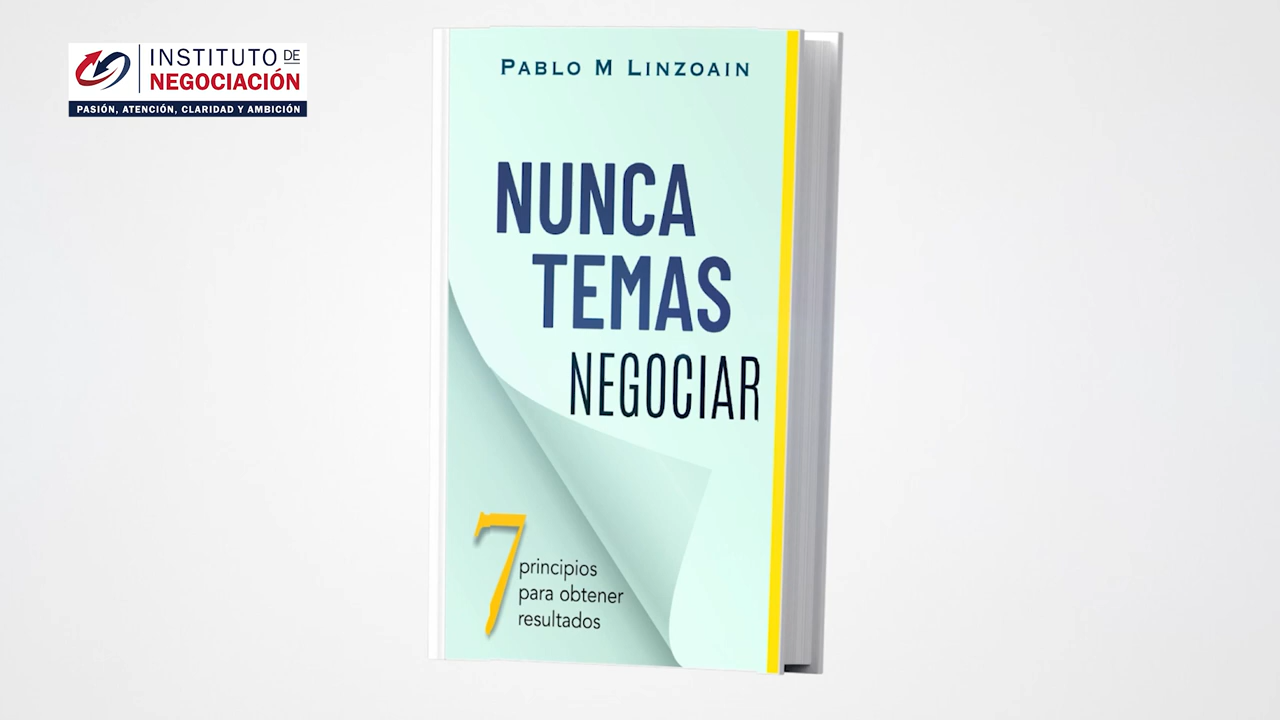 INSTITUTO DE
NEGOCIACIÓN
PASIÓN, ATENCIÓN, CLARIDAD Y AMBICIÓN
PABLO M LINZOAIN
NUNCA
TEMAS
NEGOCIAR
7 principios
para obtener
resultados